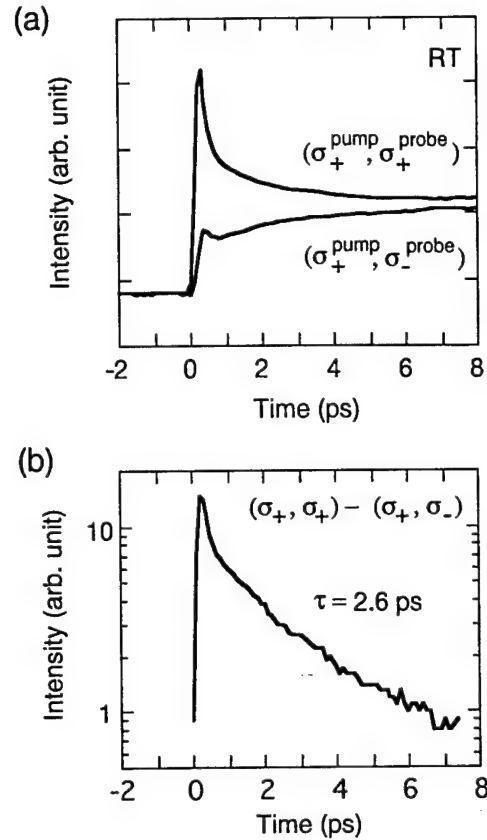 (a)
RT
(σ₊ᵖᵘᵐᵖ, σ₊ᵖʳᵒᵇᵉ)
(σ₊ᵖᵘᵐᵖ, σ₋ᵖʳᵒᵇᵉ)
Intensity (arb. unit)
-2 0 2 4 6 8
Time (ps)
(b)
(σ₊, σ₊) – (σ₊, σ₋)
10
τ = 2.6 ps
1
Intensity (arb. unit)
-2 0 2 4 6 8
Time (ps)